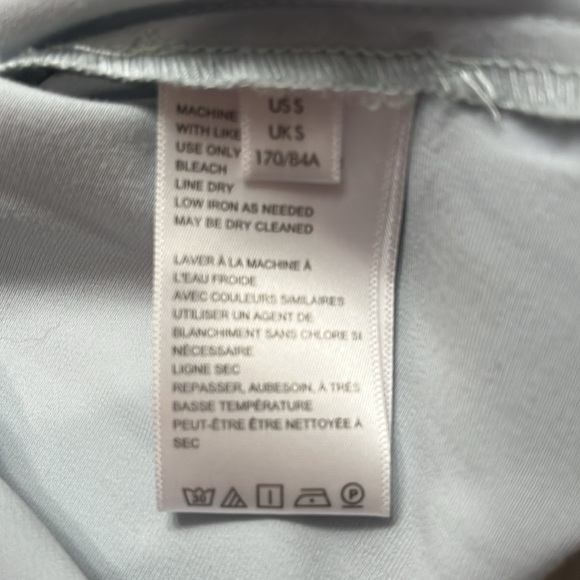 US S
UK S
170/84A
MACHINE
WITH LIKE
USE ONLY
BLEACH
LINE DRY
LOW IRON AS NEEDED
MAY BE DRY CLEANED
LAVER À LA MACHINE À
L'EAU FROIDE
AVEC COULEURS SIMILAIRES
UTILISER UN AGENT DE
BLANCHIMENT SANS CHLORE SI
NÉCESSAIRE
LIGNE SEC
REPASSER, AUBESOIN, À TRÈS
BASSE TEMPÉRATURE
PEUT-ÊTRE ÊTRE NETTOYÉE À
SEC
30 P